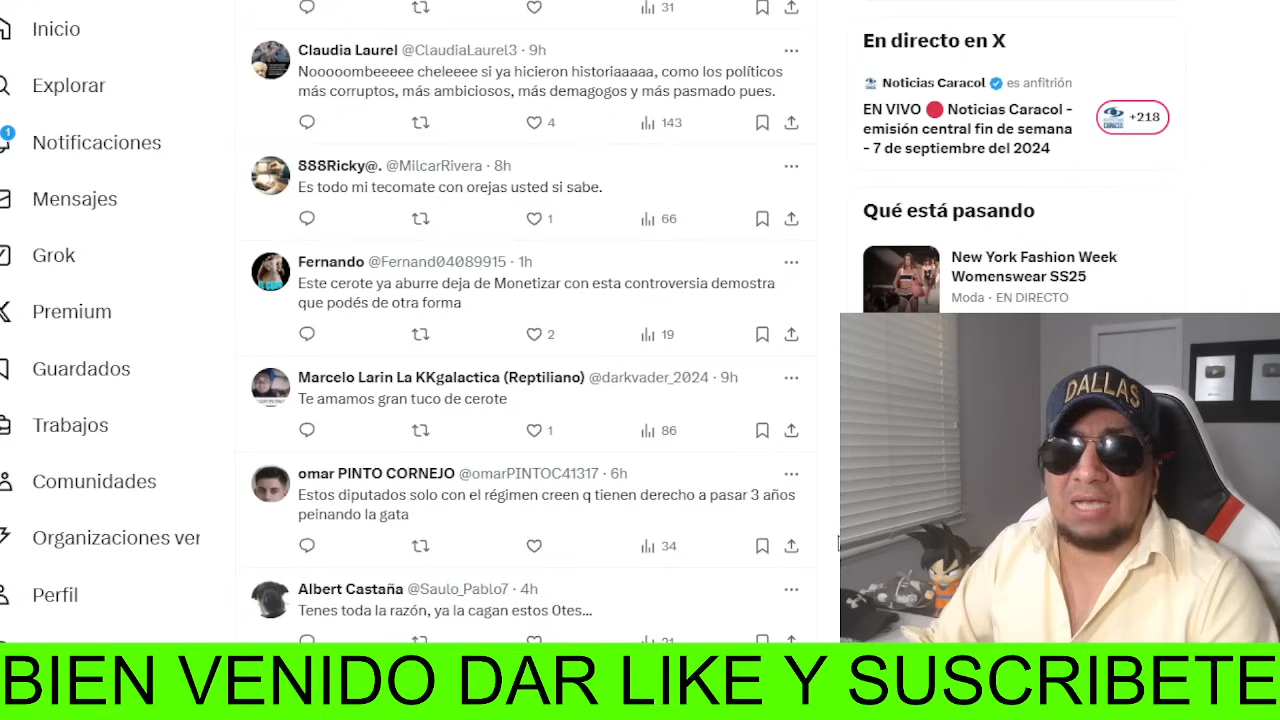 Inicio
Explorar
1
Notificaciones
Mensajes
Grok
Premium
Guardados
Trabajos
Comunidades
Organizaciones ver
Perfil
31
Claudia Laurel @ClaudiaLaurel3 · 9h
Nooooombeeeee cheleeee si ya hicieron historiaaaaa, como los políticos
más corruptos, más ambiciosos, más demagogos y más pasmado pues.
4 143
888Ricky@. @MilcarRivera · 8h
Es todo mi tecomate con orejas usted si sabe.
1 66
Fernando @Fernand04089915 · 1h
Este cerote ya aburre deja de Monetizar con esta controversia demostra
que podés de otra forma
2 19
Marcelo Larin La KKgalactica (Reptiliano) @darkvader_2024 · 9h
Te amamos gran tuco de cerote
1 86
omar PINTO CORNEJO @omarPINTOC41317 · 6h
Estos diputados solo con el régimen creen q tienen derecho a pasar 3 años
peinando la gata
34
Albert Castaña @Saulo_Pablo7 · 4h
Tenes toda la razón, ya la cagan estos 0tes...
En directo en X
Noticias Caracol es anfitrión
EN VIVO 🔴 Noticias Caracol -
emisión central fin de semana
- 7 de septiembre del 2024
CARACOL +218
Qué está pasando
New York Fashion Week
Womenswear SS25
Moda · EN DIRECTO
DALLAS
BIEN VENIDO DAR LIKE Y SUSCRIBETE